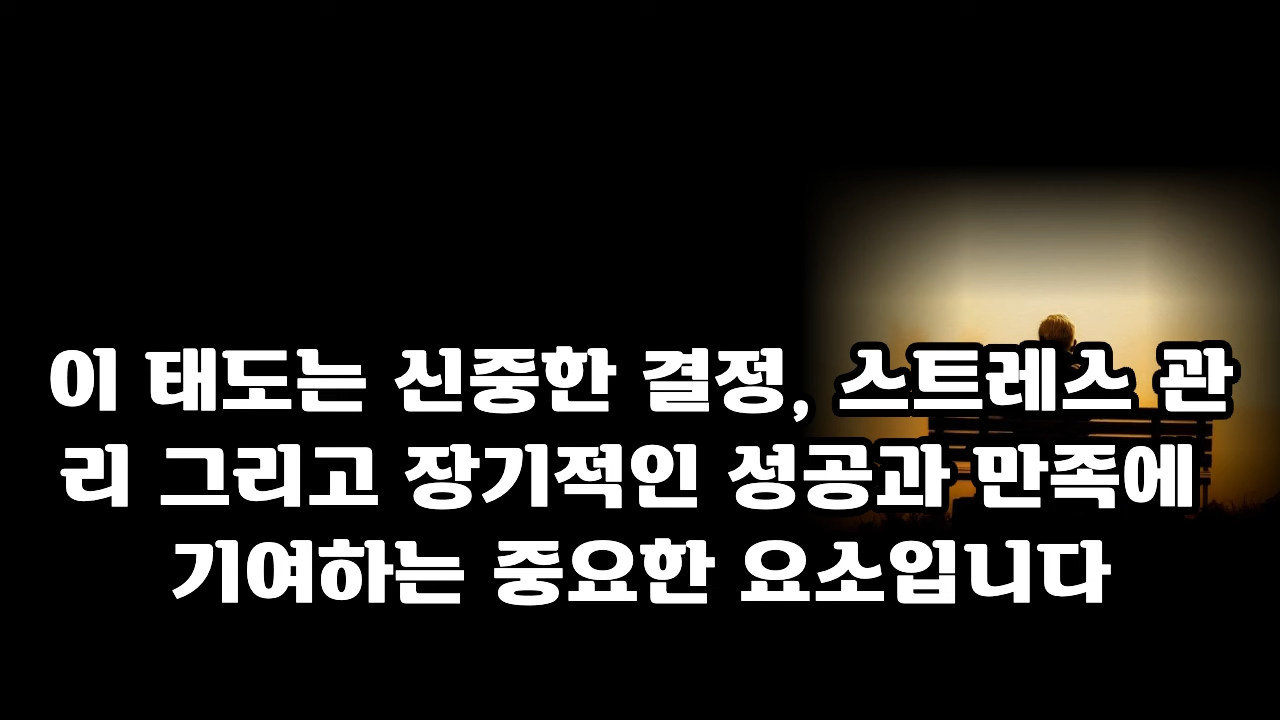 이 태도는 신중한 결정, 스트레스 관
리 그리고 장기적인 성공과 만족에
기여하는 중요한 요소입니다